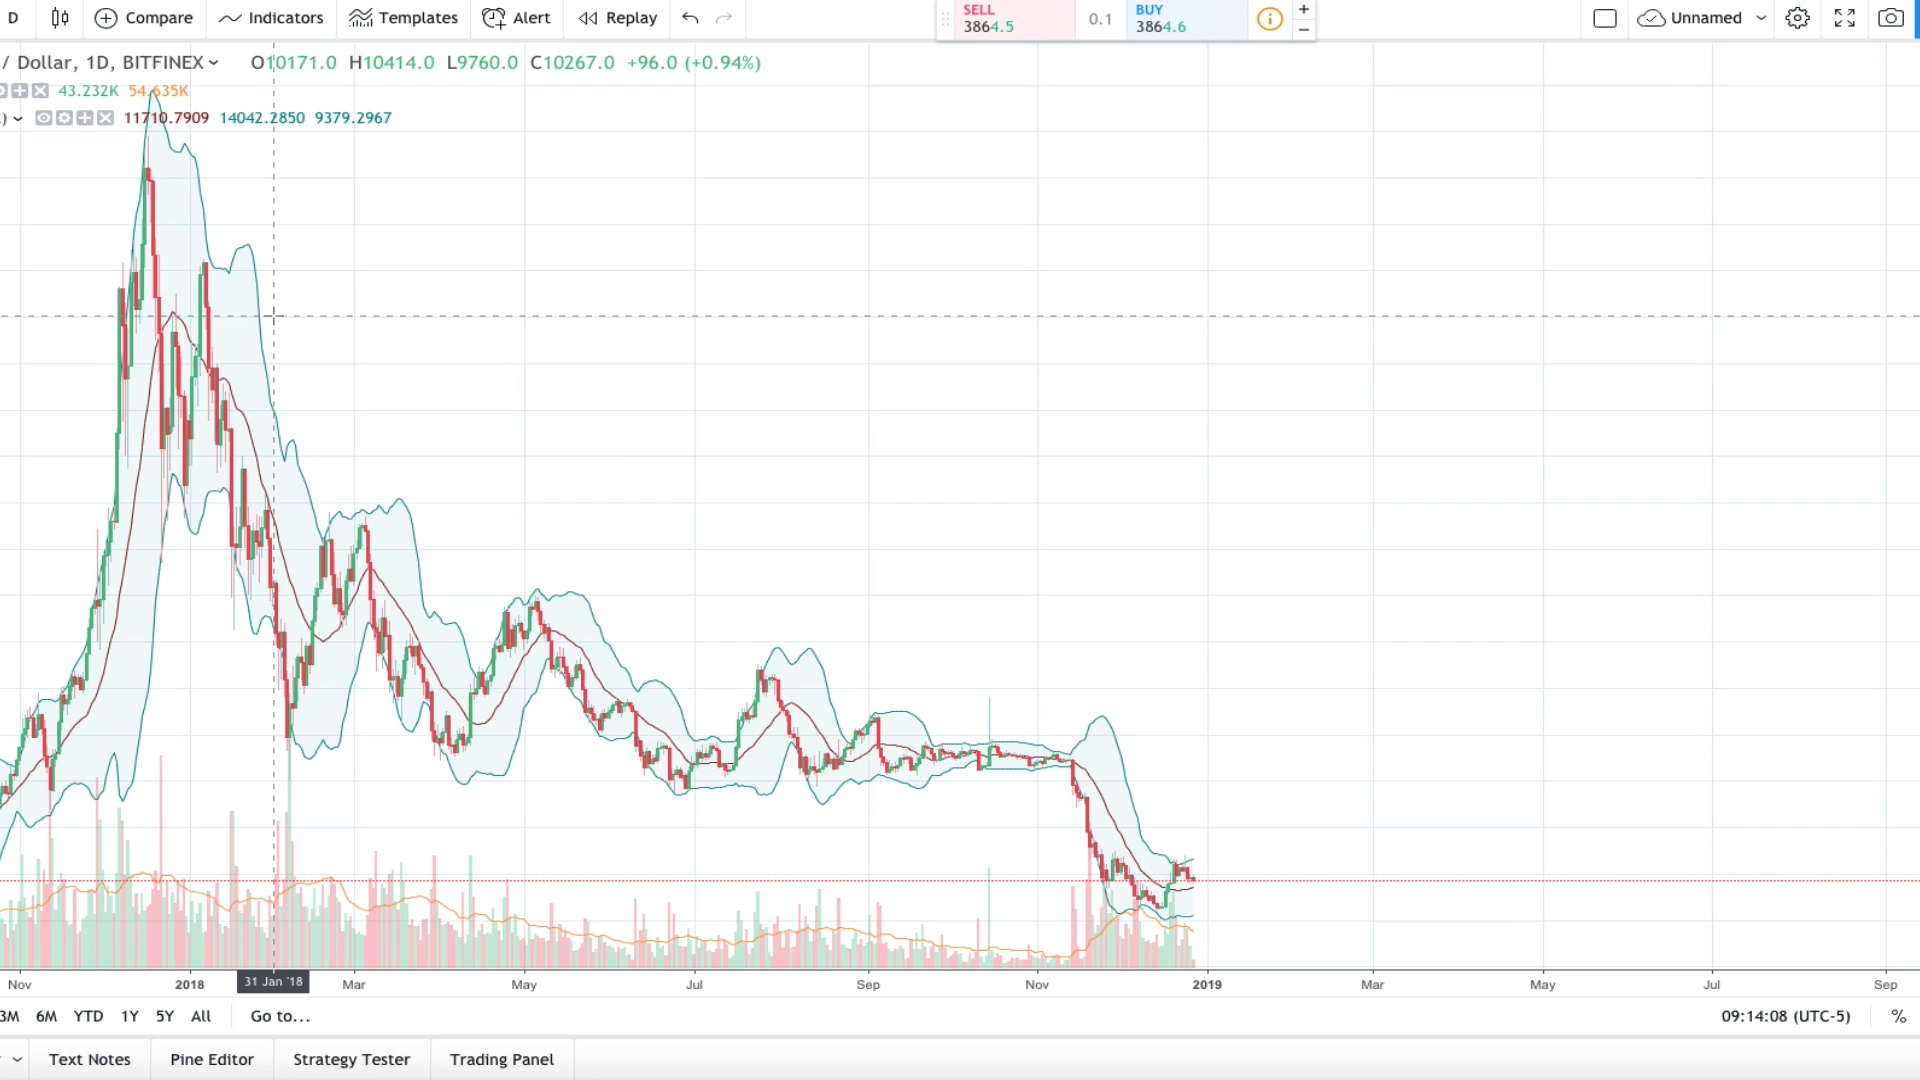 D Compare Indicators Templates Alert Replay
SELL
3864.5
0.1
BUY
3864.6
+
−
Unnamed
/ Dollar, 1D, BITFINEX O10171.0 H10414.0 L9760.0 C10267.0 +96.0 (+0.94%)
43.232K 54.635K
) 11710.7909 14042.2850 9379.2967
Nov 2018 31 Jan '18 Mar May Jul Sep Nov 2019 Mar May Jul Sep
3M 6M YTD 1Y 5Y All Go to... 09:14:08 (UTC-5) %
Text Notes Pine Editor Strategy Tester Trading Panel